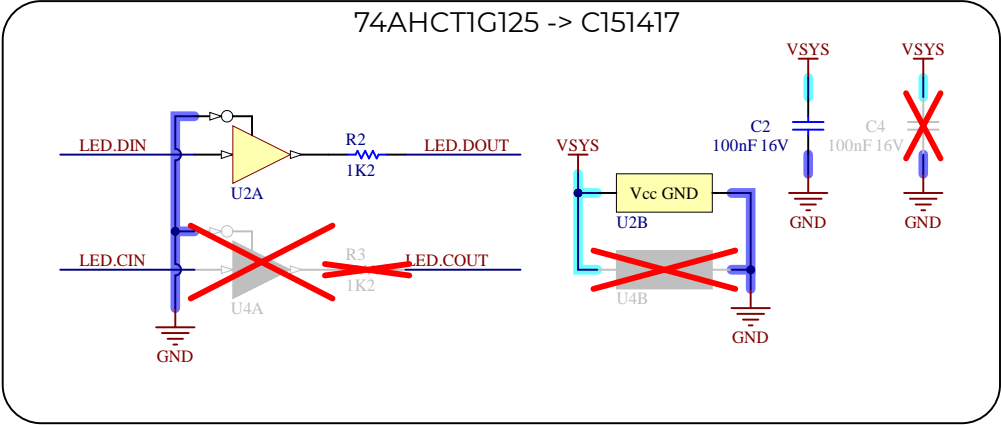 74AHCT1G125 -> C151417
VSYS
VSYS
LED.DIN
R2
1K2
LED.DOUT
U2A
VSYS
Vcc GND
U2B
C2
100nF 16V
C4
100nF 16V
GND
GND
LED.CIN
R3
1K2
LED.COUT
U4A
U4B
GND
GND